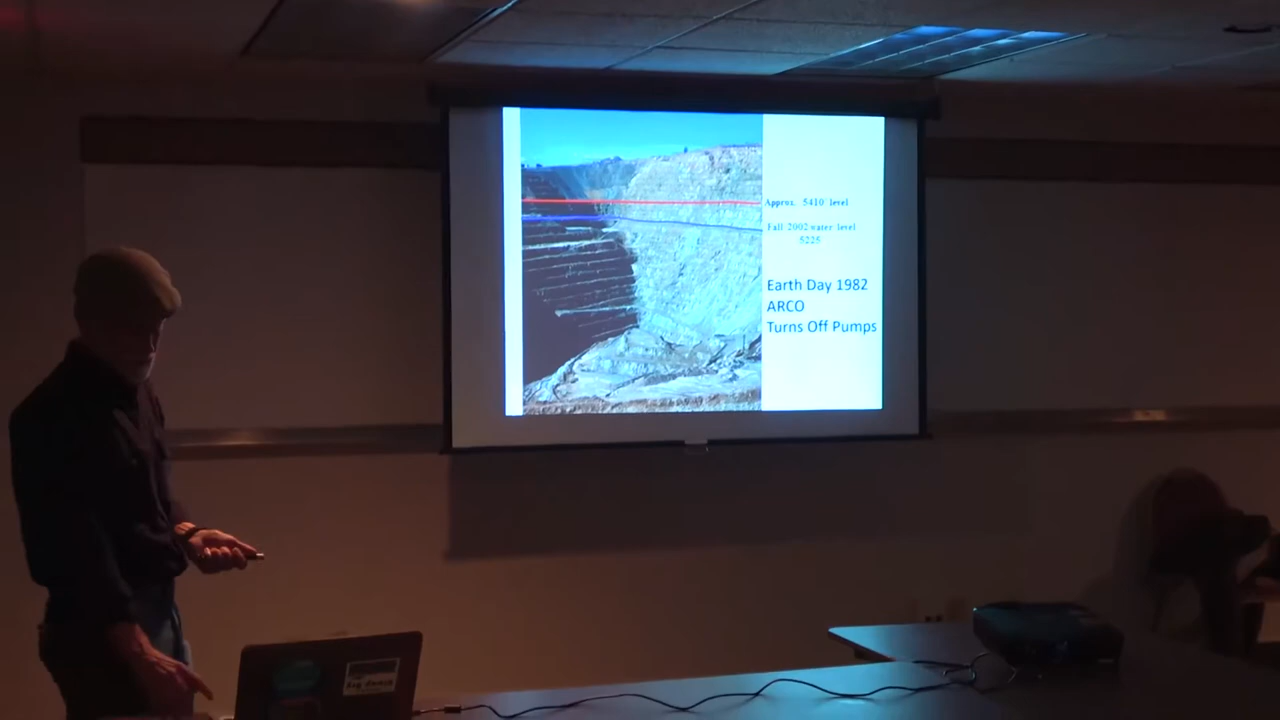 Approx. 5410 level
Fall 2002 water level
5225
Earth Day 1982
ARCO
Turns Off Pumps